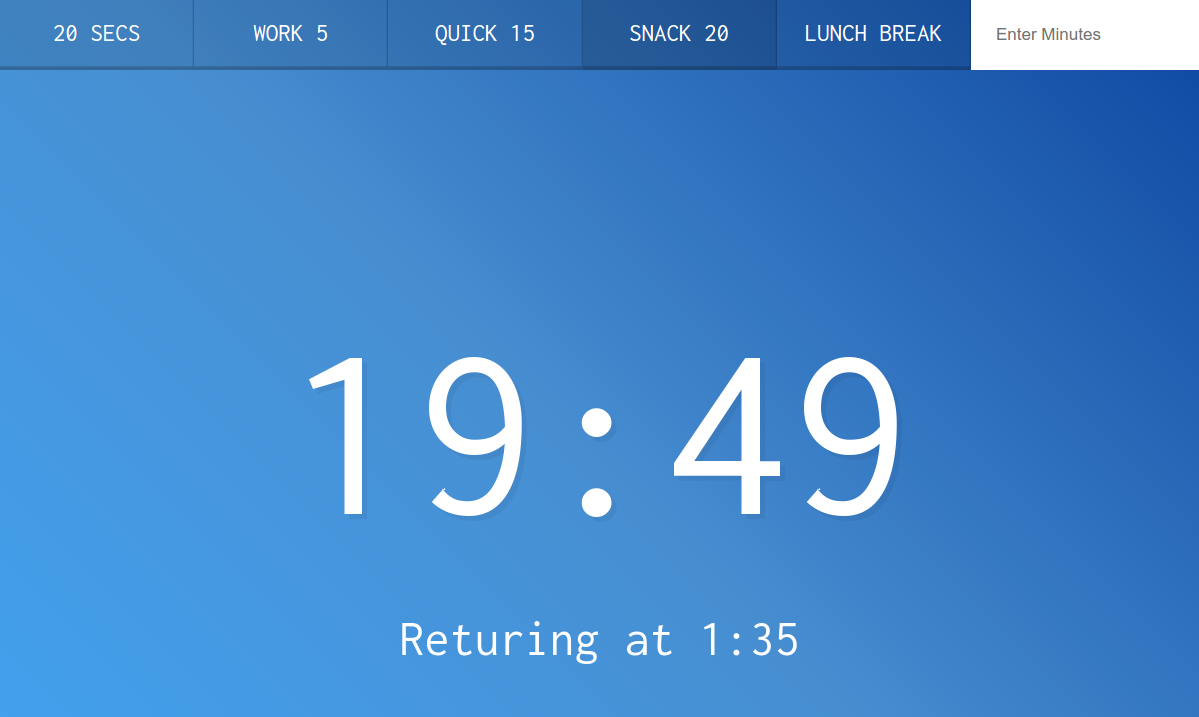 20 SECS WORK 5 QUICK 15 SNACK 20 LUNCH BREAK Enter Minutes
19:49
Returing at 1:35